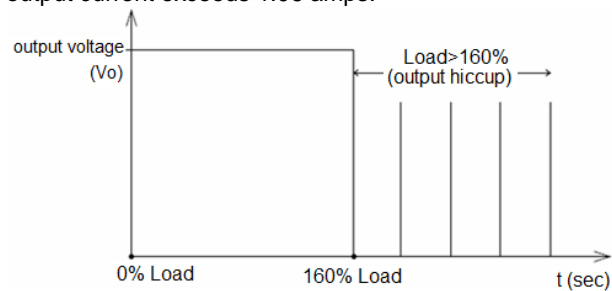 output voltage
(Vo)
Load>160%
(output hiccup)
0% Load
160% Load
t (sec)